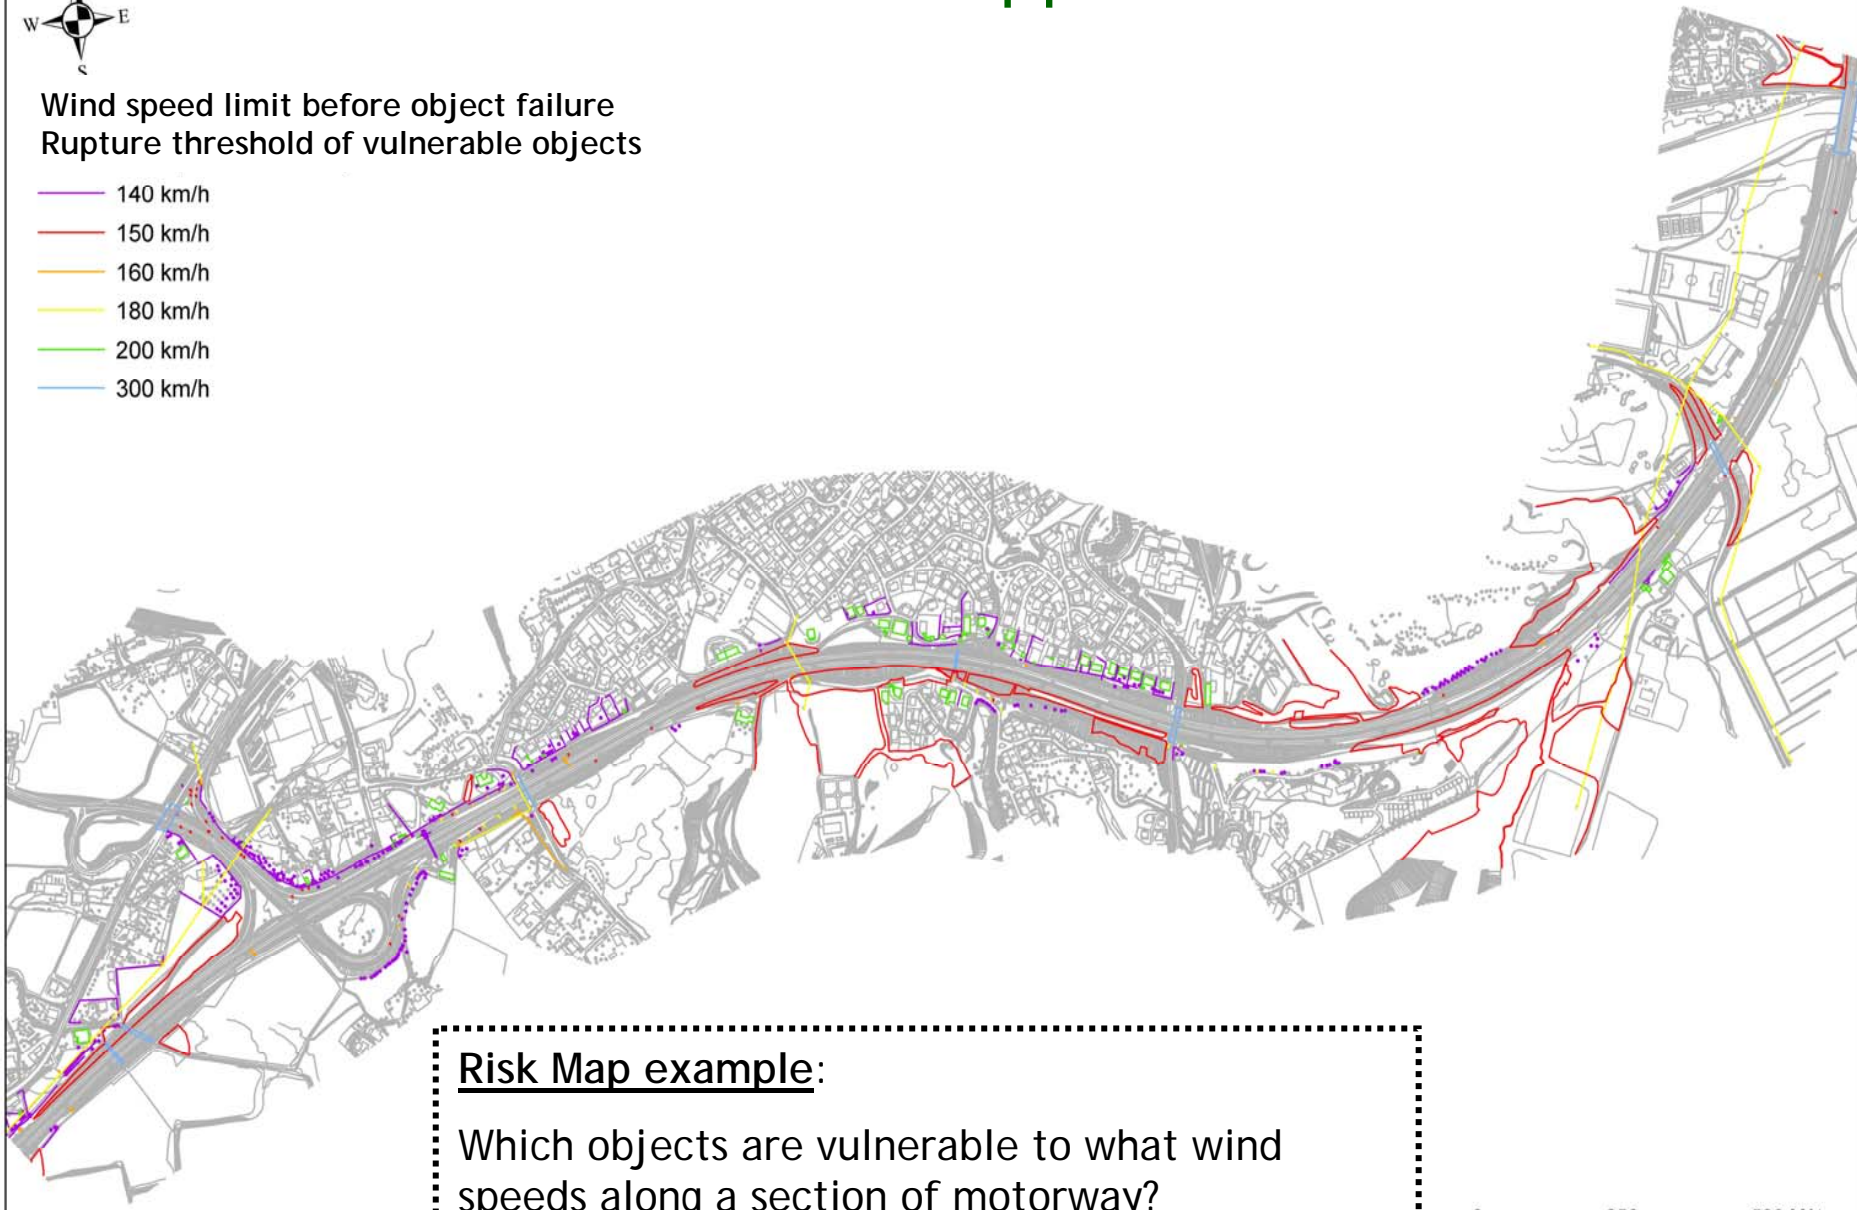 W E
S
Wind speed limit before object failure
Rupture threshold of vulnerable objects
140 km/h
150 km/h
160 km/h
180 km/h
200 km/h
300 km/h
Risk Map example:
Which objects are vulnerable to what wind
speeds along a section of motorway?